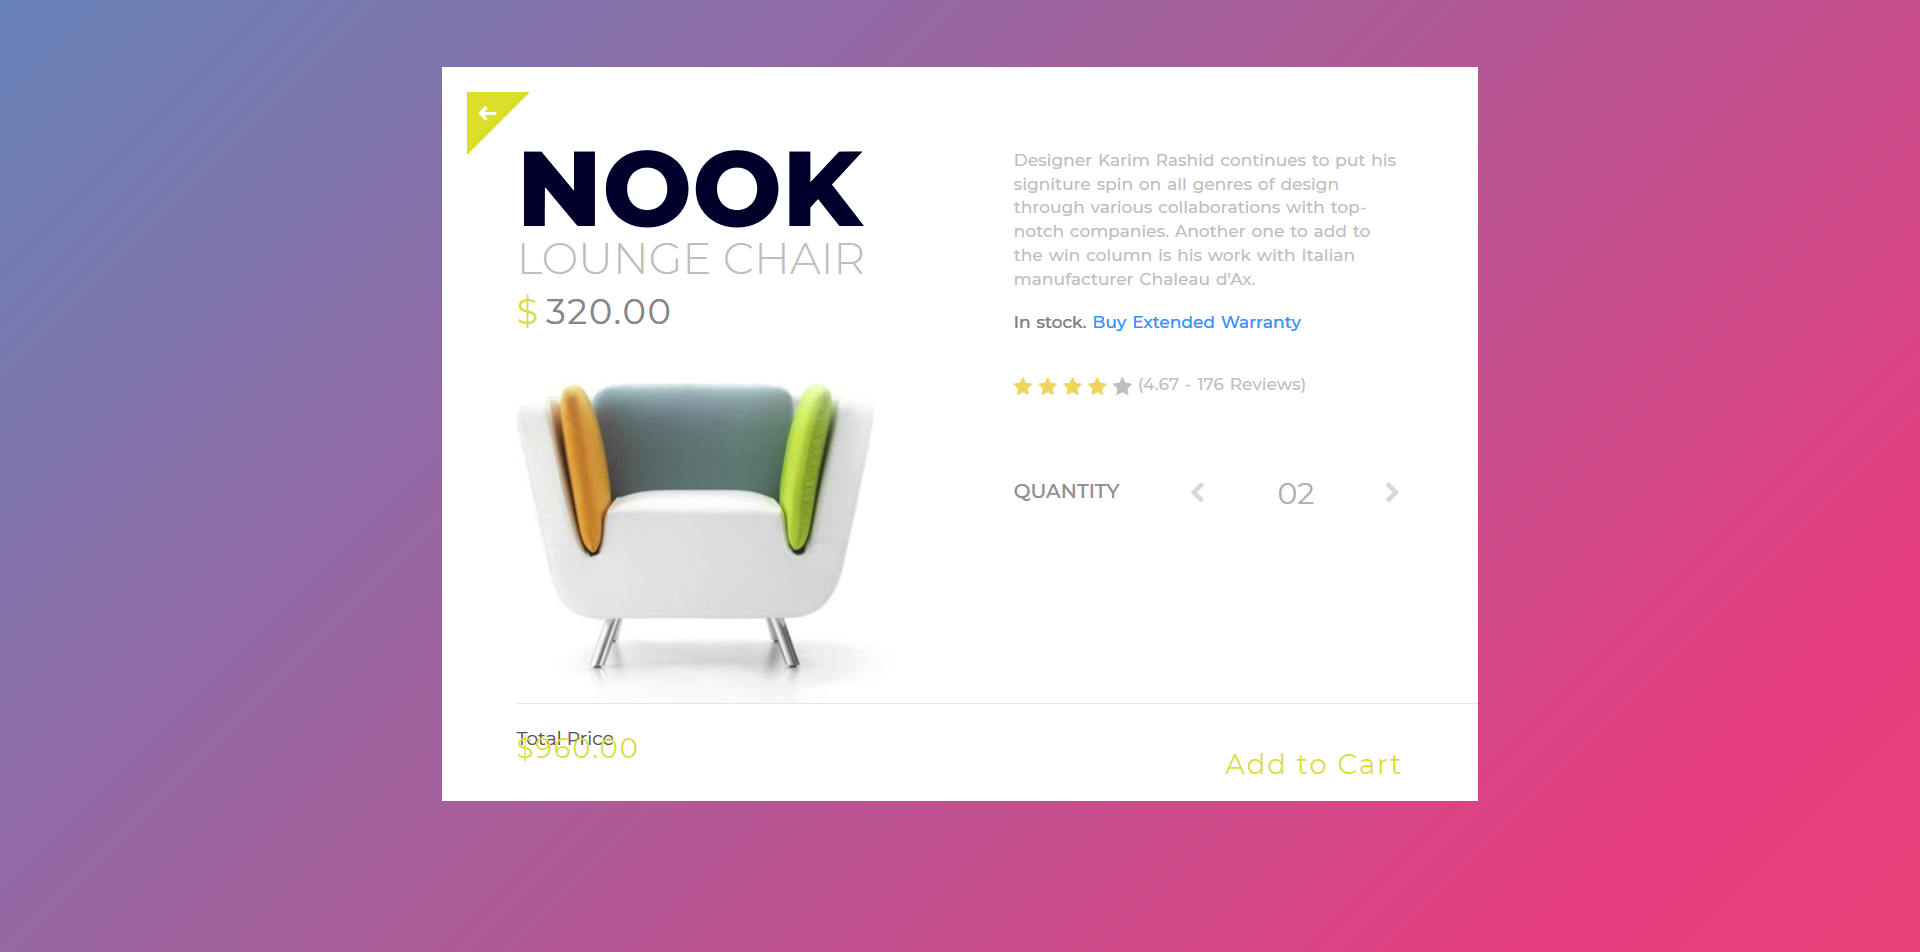 NOOK
LOUNGE CHAIR
$ 320.00
Designer Karim Rashid continues to put his
signiture spin on all genres of design
through various collaborations with top-
notch companies. Another one to add to
the win column is his work with Italian
manufacturer Chaleau d'Ax.
In stock. Buy Extended Warranty
(4.67 - 176 Reviews)
QUANTITY 02
Total Price
$960.00
Add to Cart